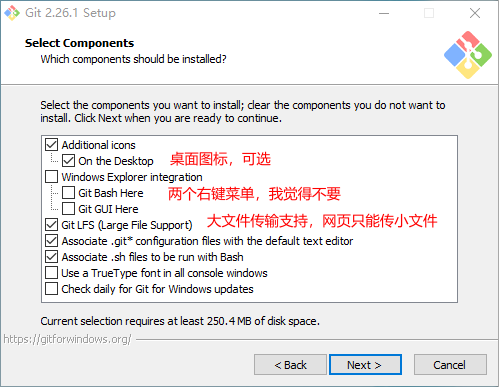 Git 2.26.1 Setup
Select Components
Which components should be installed?
Select the components you want to install; clear the components you do not want to
install. Click Next when you are ready to continue.
Additional icons
On the Desktop 桌面图标，可选
Windows Explorer integration
Git Bash Here 两个右键菜单，我觉得不要
Git GUI Here
Git LFS (Large File Support) 大文件传输支持，网页只能传小文件
Associate .git* configuration files with the default text editor
Associate .sh files to be run with Bash
Use a TrueType font in all console windows
Check daily for Git for Windows updates
Current selection requires at least 250.4 MB of disk space.
https://gitforwindows.org/
< Back Next > Cancel